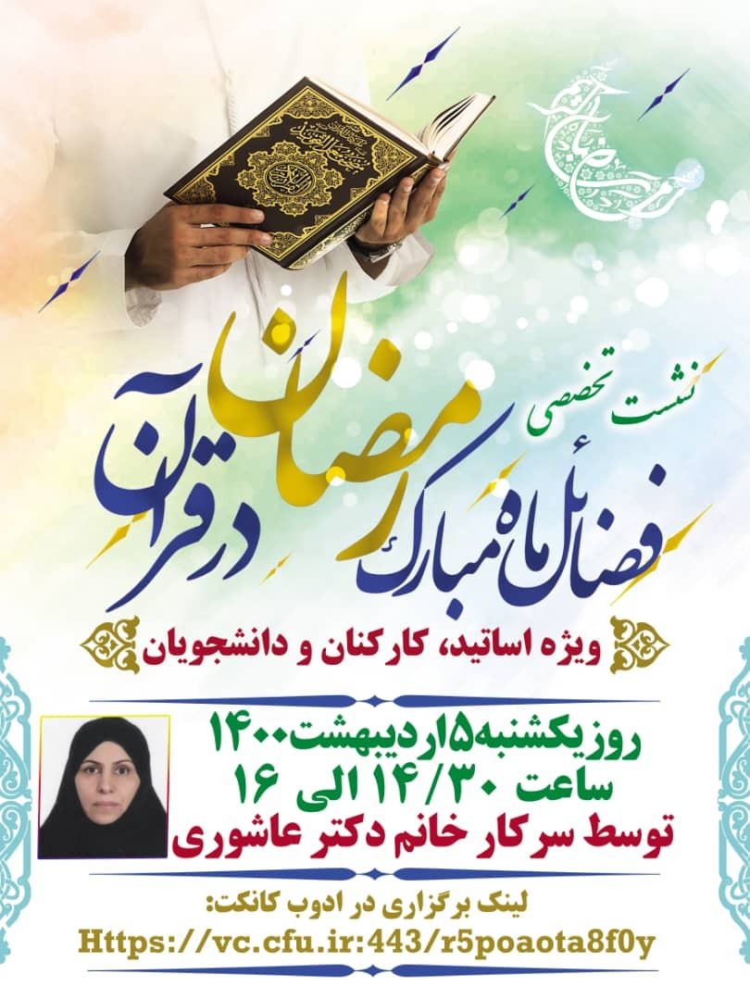 نشست تخصصی
فضائل ماه مبارک رمضان در قرآن
ویژه اساتید، کارکنان و دانشجویان
روز یکشنبه ۵ اردیبهشت ۱۴۰۰
ساعت ۱۴/۳۰ الی ۱۶
توسط سرکار خانم دکتر عاشوری
لینک برگزاری در ادوب کانکت:
Https://vc.cfu.ir:443/r5poaota8f0y